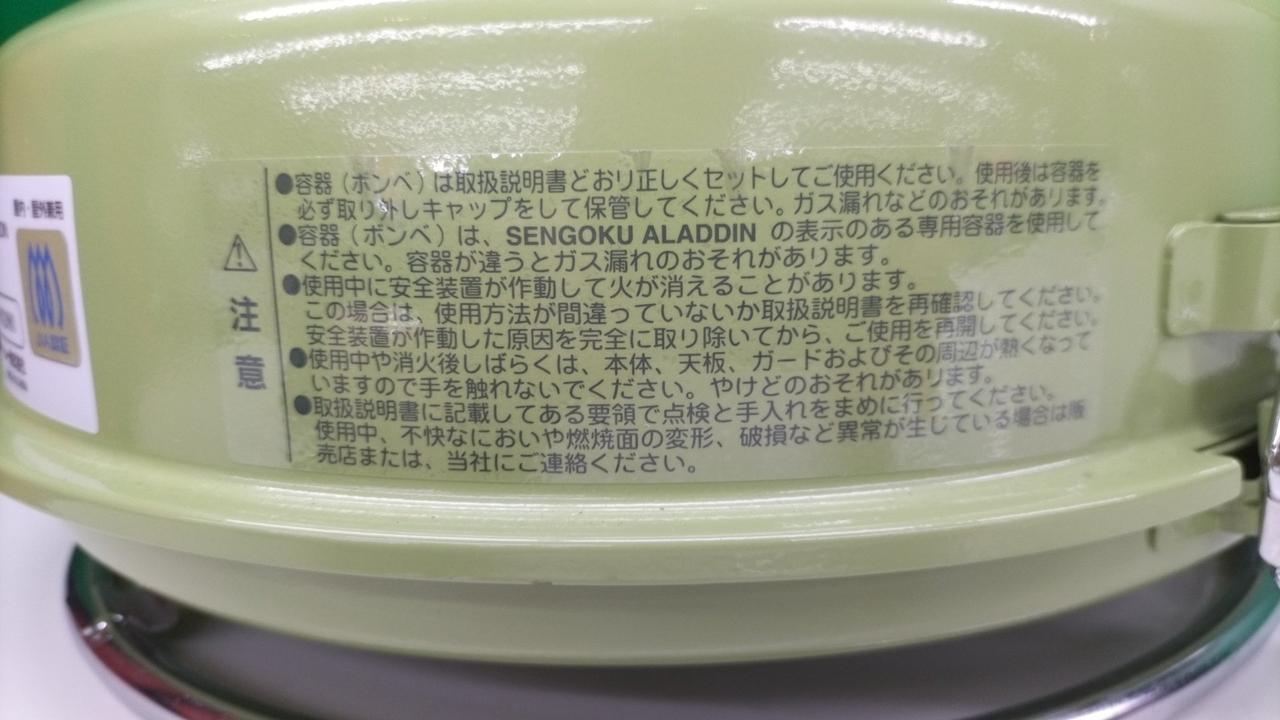 ⚠ 注意
●容器（ボンベ）は取扱説明書どおり正しくセットしてご使用ください。使用後は容器を
必ず取り外しキャップをして保管してください。ガス漏れなどのおそれがあります。
●容器（ボンベ）は、SENGOKU ALADDIN の表示のある専用容器を使用して
ください。容器が違うとガス漏れのおそれがあります。
●使用中に安全装置が作動して火が消えることがあります。
この場合は、使用方法が間違っていないか取扱説明書を再確認してください。
安全装置が作動した原因を完全に取り除いてから、ご使用を再開してください。
●使用中や消火後しばらくは、本体、天板、ガードおよびその周辺が熱くなって
いますので手を触れないでください。やけどのおそれがあります。
●取扱説明書に記載してある要領で点検と手入れをまめに行ってください。
使用中、不快なにおいや燃焼面の変形、破損など異常が生じている場合は販
売店または、当社にご連絡ください。
屋外兼用